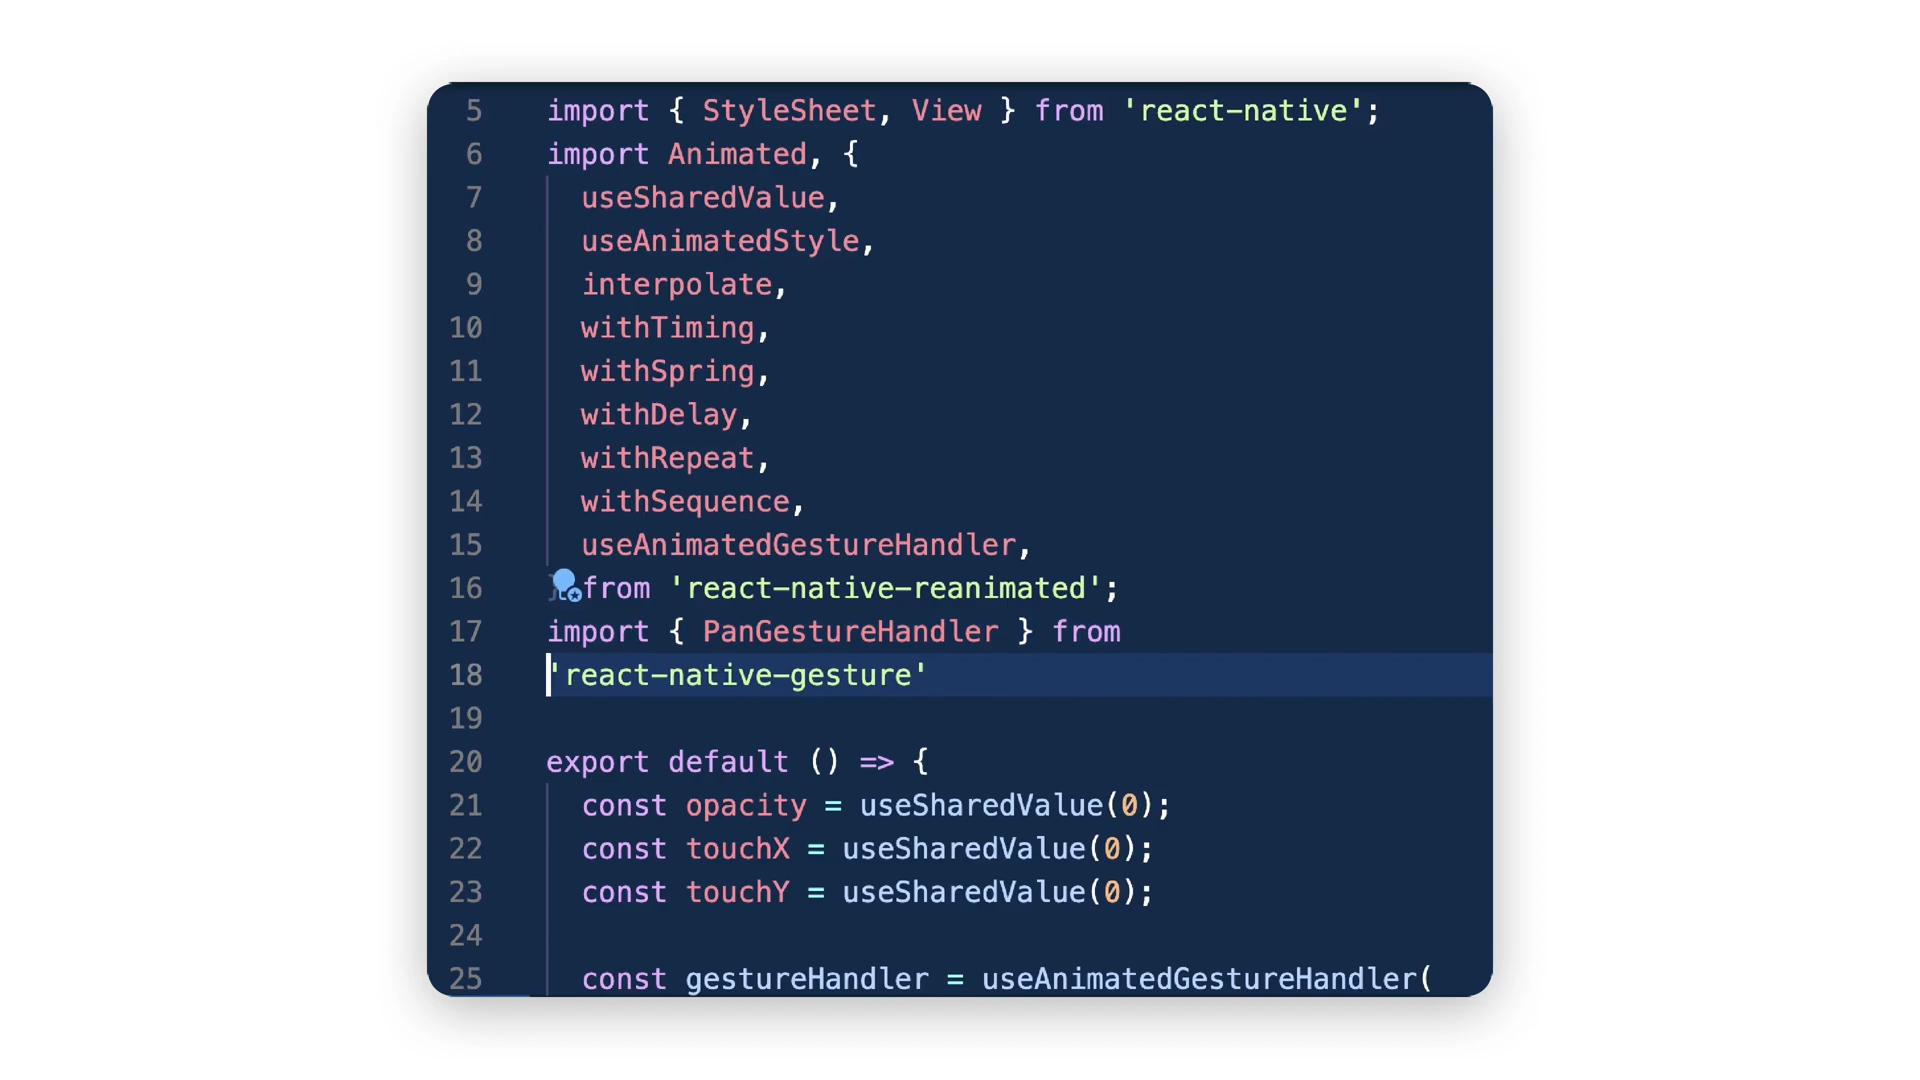 5 import { StyleSheet, View } from 'react-native';
6 import Animated, {
7 useSharedValue,
8 useAnimatedStyle,
9 interpolate,
10 withTiming,
11 withSpring,
12 withDelay,
13 withRepeat,
14 withSequence,
15 useAnimatedGestureHandler,
16 } from 'react-native-reanimated';
17 import { PanGestureHandler } from
18 'react-native-gesture'
19
20 export default () => {
21 const opacity = useSharedValue(0);
22 const touchX = useSharedValue(0);
23 const touchY = useSharedValue(0);
24
25 const gestureHandler = useAnimatedGestureHandler(